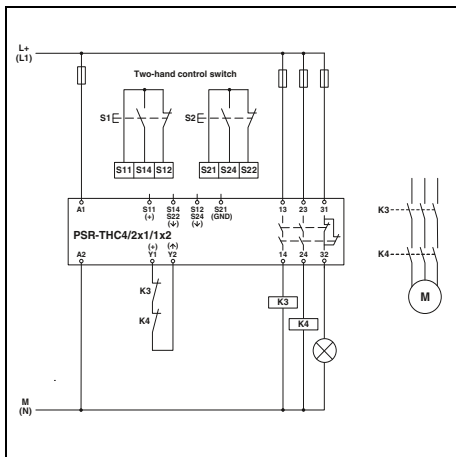 L+
(L1)
Two-hand control switch
S1
S2
S11 S14 S12
S21 S24 S22
A1
S11
(+)
S14
S22
(↓)
S12
S24
(↓)
S21
(GND)
13 23 31
K3
PSR-THC4/2x1/1x2
A2
(+)
Y1
(↑)
Y2
14 24 32
K4
K3
K4
K3
K4
M
M
(N)